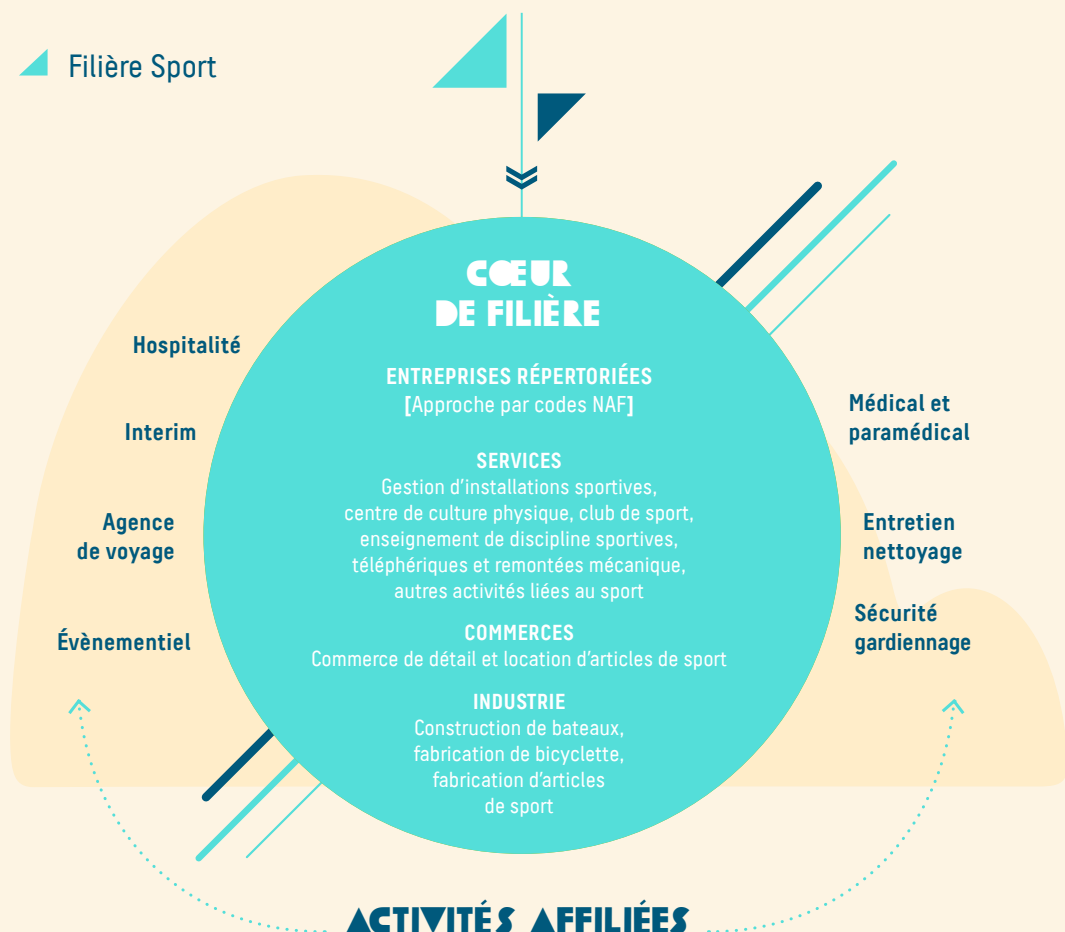 Filière Sport
CŒUR
DE FILIÈRE
ENTREPRISES RÉPERTORIÉES
[Approche par codes NAF]
SERVICES
Gestion d'installations sportives,
centre de culture physique, club de sport,
enseignement de discipline sportives,
téléphériques et remontées mécanique,
autres activités liées au sport
COMMERCES
Commerce de détail et location d'articles de sport
INDUSTRIE
Construction de bateaux,
fabrication de bicyclette,
fabrication d'articles
de sport
Hospitalité
Interim
Agence
de voyage
Évènementiel
Médical et
paramédical
Entretien
nettoyage
Sécurité
gardiennage
ACTIVITÉS AFFILIÉES